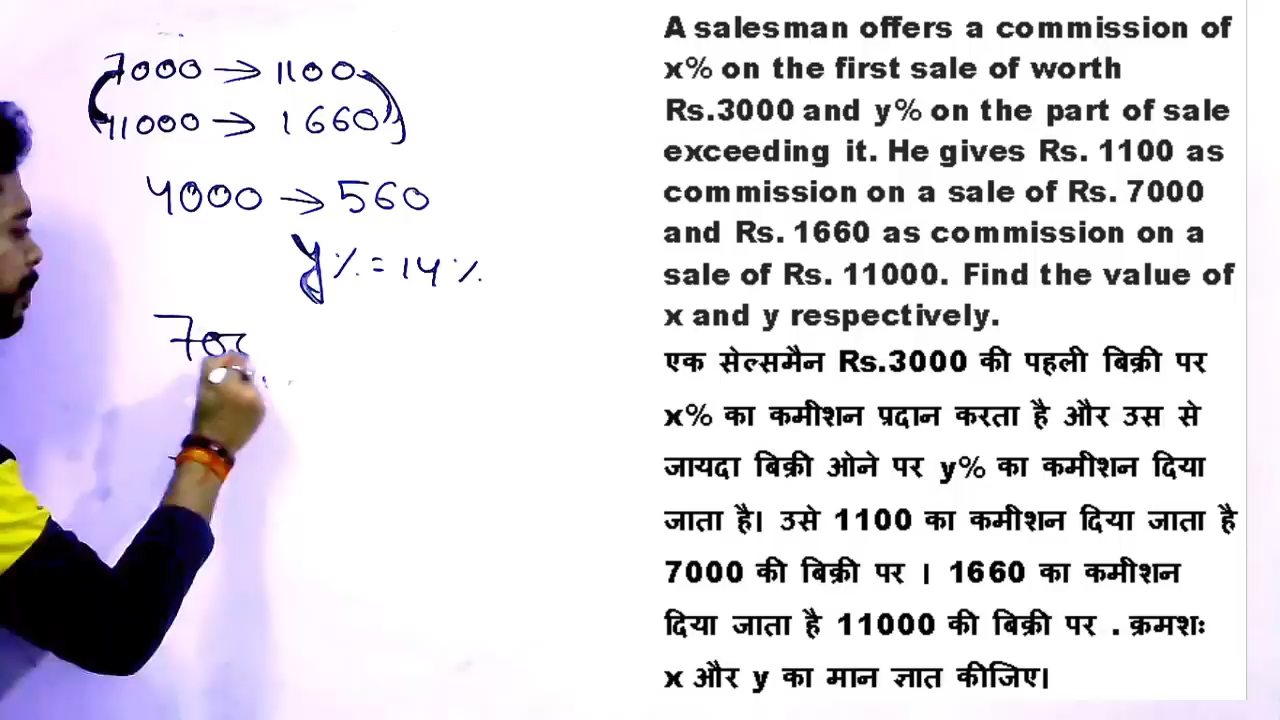 7000 → 1100
11000 → 1660
4000 → 560
y% = 14%
700
A salesman offers a commission of
x% on the first sale of worth
Rs.3000 and y% on the part of sale
exceeding it. He gives Rs. 1100 as
commission on a sale of Rs. 7000
and Rs. 1660 as commission on a
sale of Rs. 11000. Find the value of
x and y respectively.
एक सेल्समैन Rs.3000 की पहली बिक्री पर
x% का कमीशन प्रदान करता है और उस से
जायदा बिक्री ओने पर y% का कमीशन दिया
जाता है। उसे 1100 का कमीशन दिया जाता है
7000 की बिक्री पर । 1660 का कमीशन
दिया जाता है 11000 की बिक्री पर . क्रमशः
x और y का मान ज्ञात कीजिए।